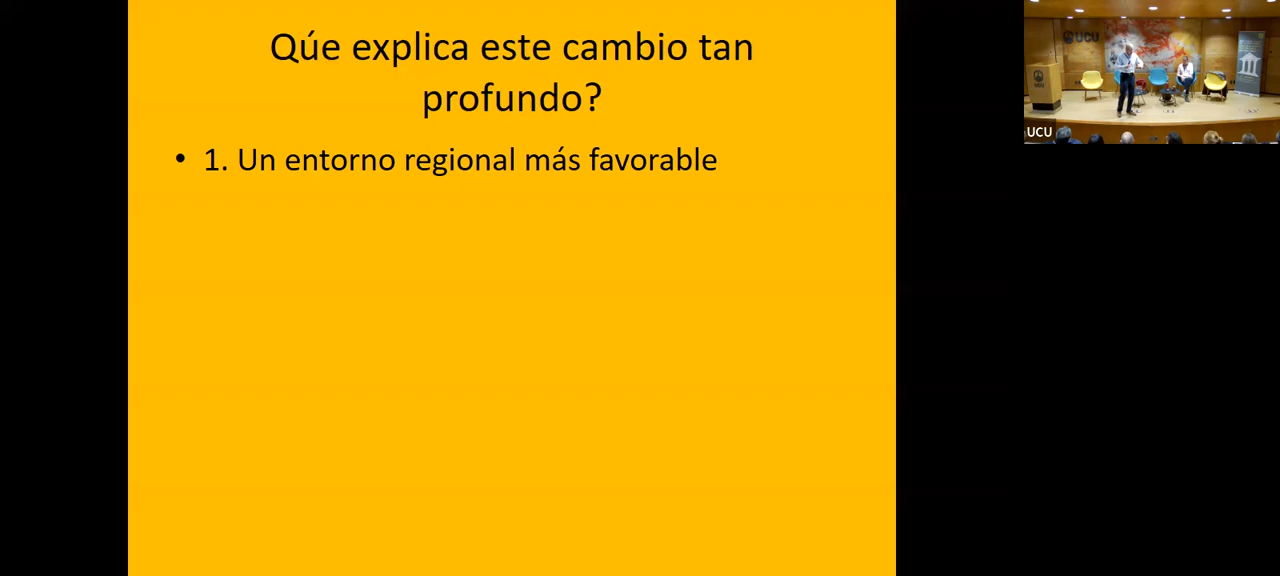 Qúe explica este cambio tan
profundo?
• 1. Un entorno regional más favorable
UCU
UCU